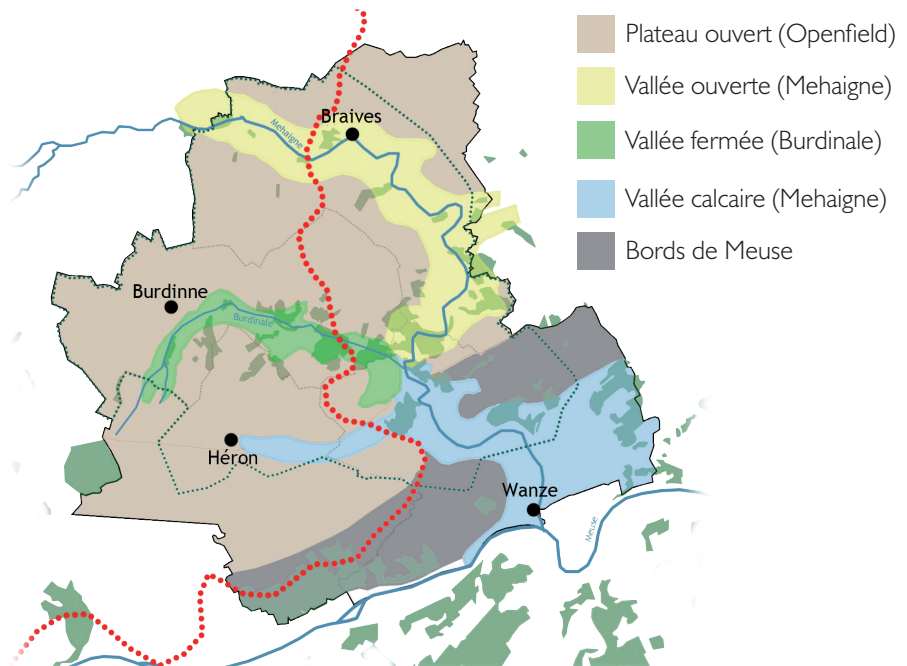 Plateau ouvert (Openfield)
Vallée ouverte (Mehaigne)
Vallée fermée (Burdinale)
Vallée calcaire (Mehaigne)
Bords de Meuse
Braives
Mehaigne
Burdinne
Burdinale
Héron
Wanze
Meuse